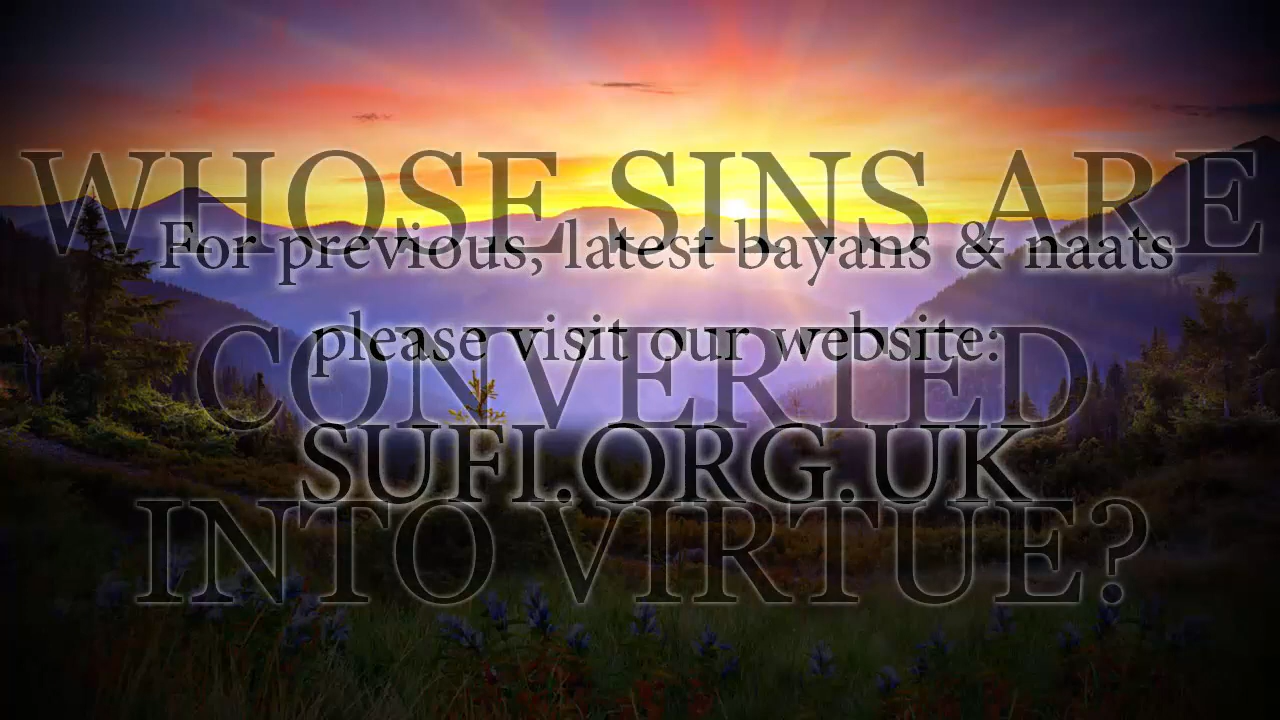 WHOSE SINS ARE
For previous, latest bayans & naats
please visit our website:
CONVERTED
SUFI.ORG.UK
INTO VIRTUE?